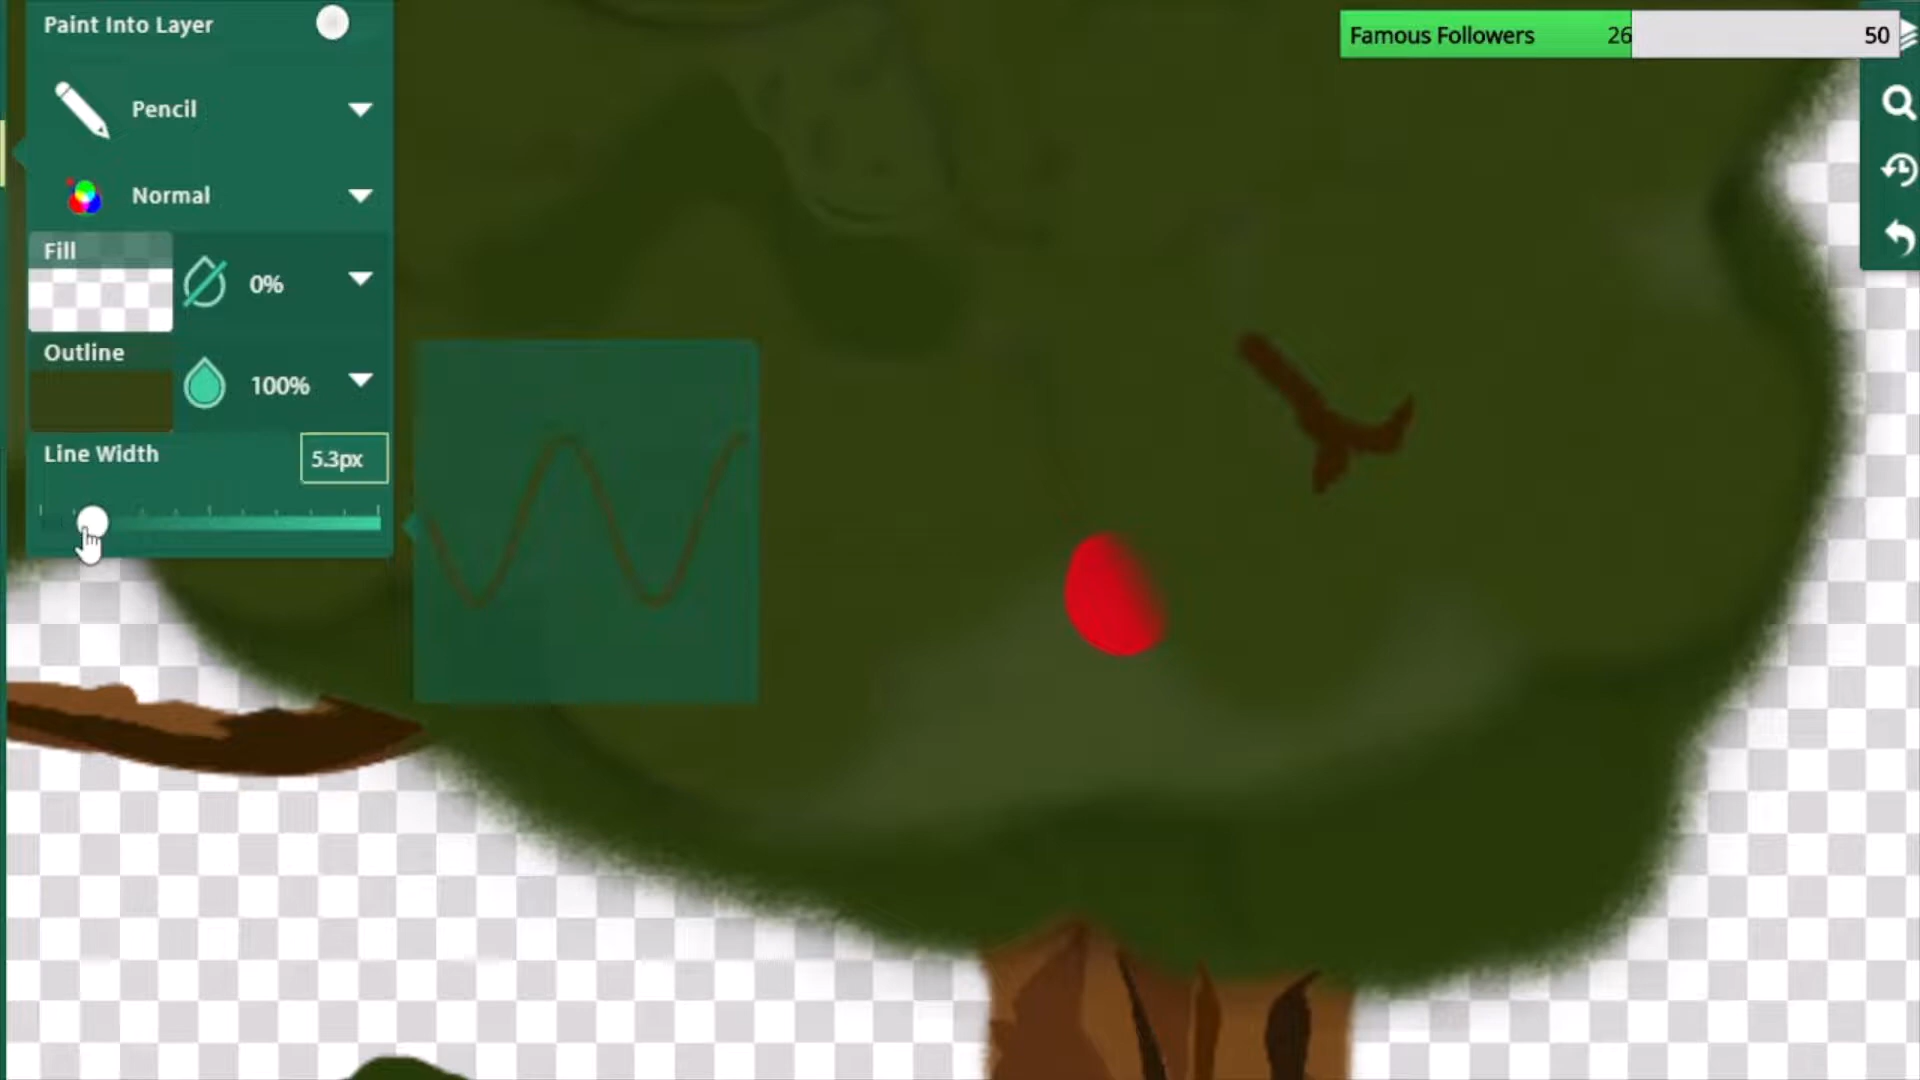 Paint Into Layer
Famous Followers 26 50
Pencil
Normal
Fill
0%
Outline
100%
Line Width
5.3px